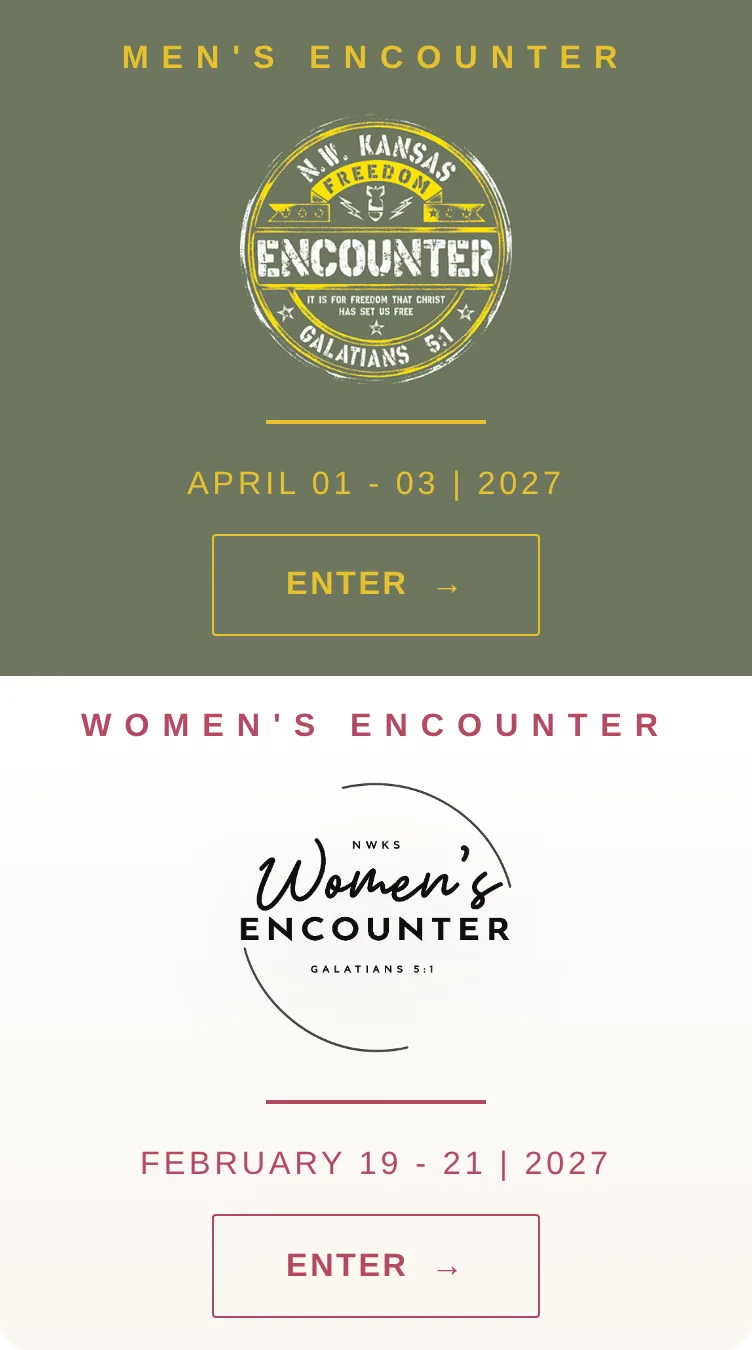 MEN'S ENCOUNTER
N.W. KANSAS
FREEDOM
ENCOUNTER
IT IS FOR FREEDOM THAT CHRIST
HAS SET US FREE
GALATIANS 5:1
APRIL 01 - 03 | 2027
ENTER →
WOMEN'S ENCOUNTER
NWKS
Women's
ENCOUNTER
GALATIANS 5:1
FEBRUARY 19 - 21 | 2027
ENTER →